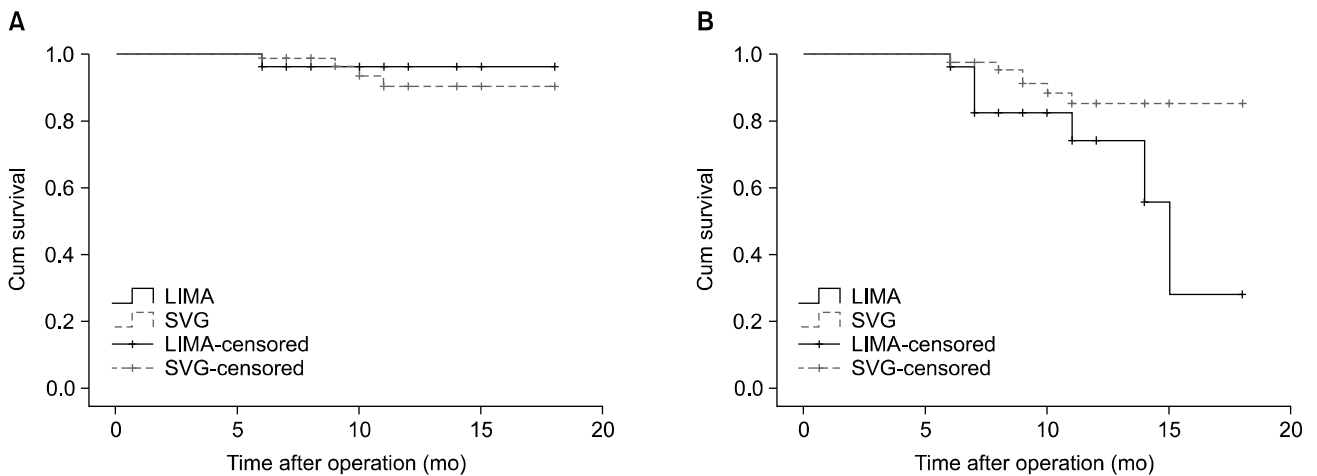 A
Cum survival
1.0
0.8
0.6
0.4
0.2
0.0
LIMA
SVG
LIMA-censored
SVG-censored
0 5 10 15 20
Time after operation (mo)
B
Cum survival
1.0
0.8
0.6
0.4
0.2
0.0
LIMA
SVG
LIMA-censored
SVG-censored
0 5 10 15 20
Time after operation (mo)